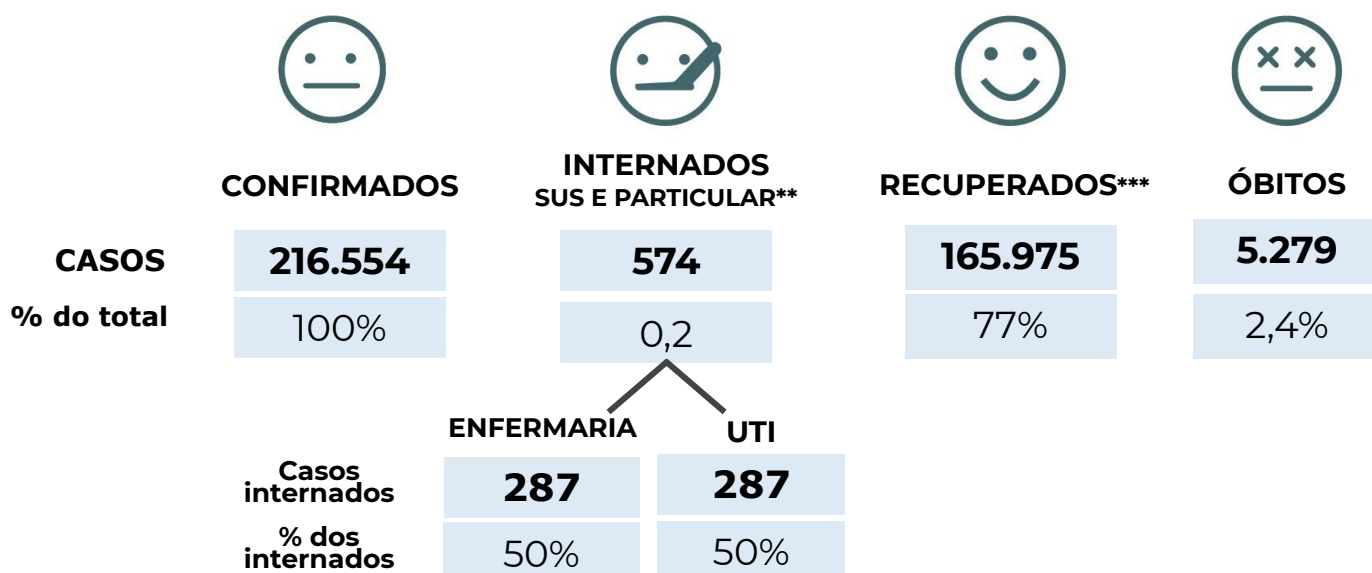 CONFIRMADOS
INTERNADOS
SUS E PARTICULAR**
RECUPERADOS***
ÓBITOS
CASOS
216.554
574
165.975
5.279
% do total
100%
0,2
77%
2,4%
ENFERMARIA
UTI
Casos
internados
287
287
% dos
internados
50%
50%